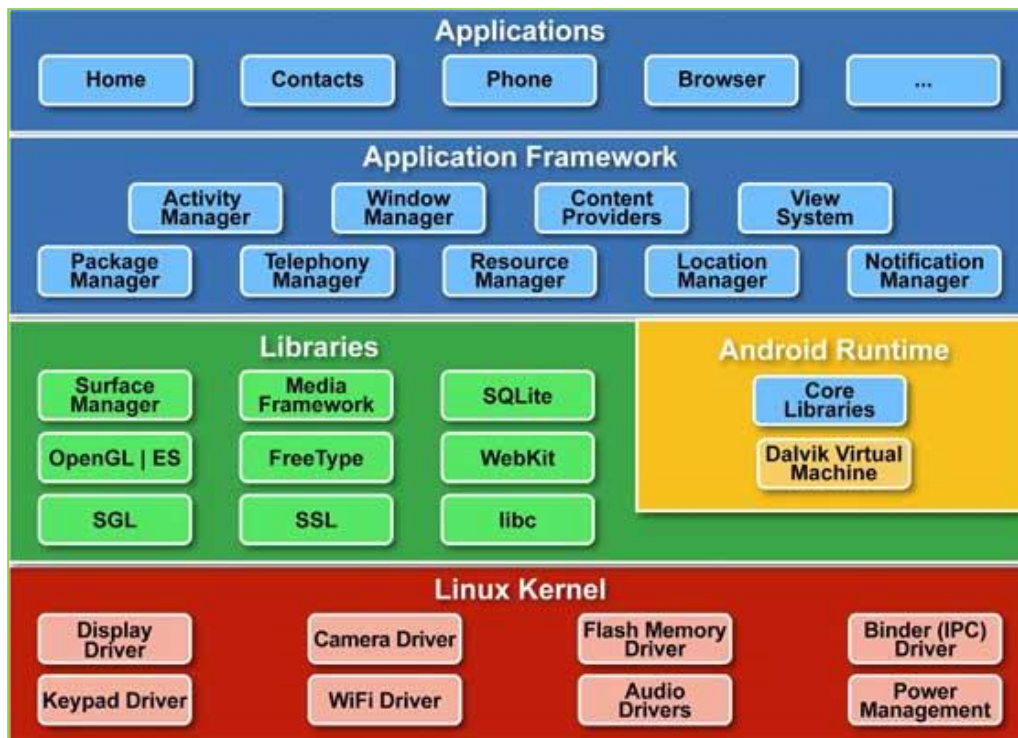 Applications
Home
Contacts
Phone
Browser
...
Application Framework
Activity
Manager
Window
Manager
Content
Providers
View
System
Package
Manager
Telephony
Manager
Resource
Manager
Location
Manager
Notification
Manager
Libraries
Surface
Manager
Media
Framework
SQLite
OpenGL | ES
FreeType
WebKit
SGL
SSL
libc
Android Runtime
Core
Libraries
Dalvik Virtual
Machine
Linux Kernel
Display
Driver
Camera Driver
Flash Memory
Driver
Binder (IPC)
Driver
Keypad Driver
WiFi Driver
Audio
Drivers
Power
Management